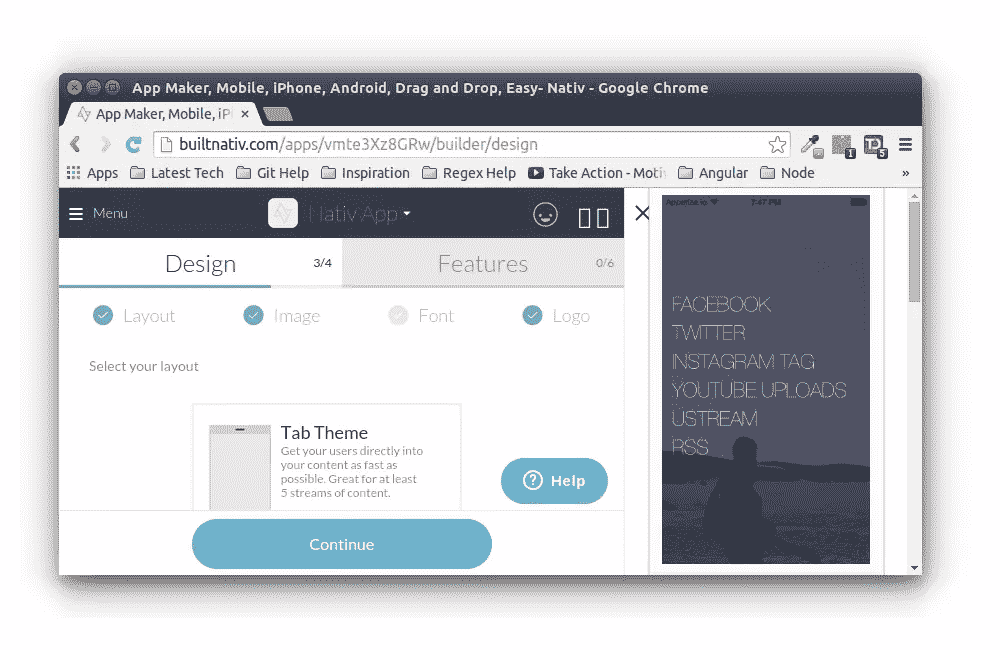 App Maker, Mobile, iPhone, Android, Drag and Drop, Easy- Nativ - Google Chrome
App Maker, Mobile, iP
builtnativ.com/apps/vmte3Xz8GRw/builder/design
1
5
Apps Latest Tech Git Help Inspiration Regex Help Take Action - Moti Angular Node »
Menu Nativ App
Design 3/4 Features 0/6
Layout Image Font Logo
Select your layout
Tab Theme
Get your users directly into
your content as fast as
possible. Great for at least
5 streams of content.
Help
Continue
Apperise.io 7:47 PM
FACEBOOK
TWITTER
INSTAGRAM TAG
YOUTUBE UPLOADS
USTREAM
RSS